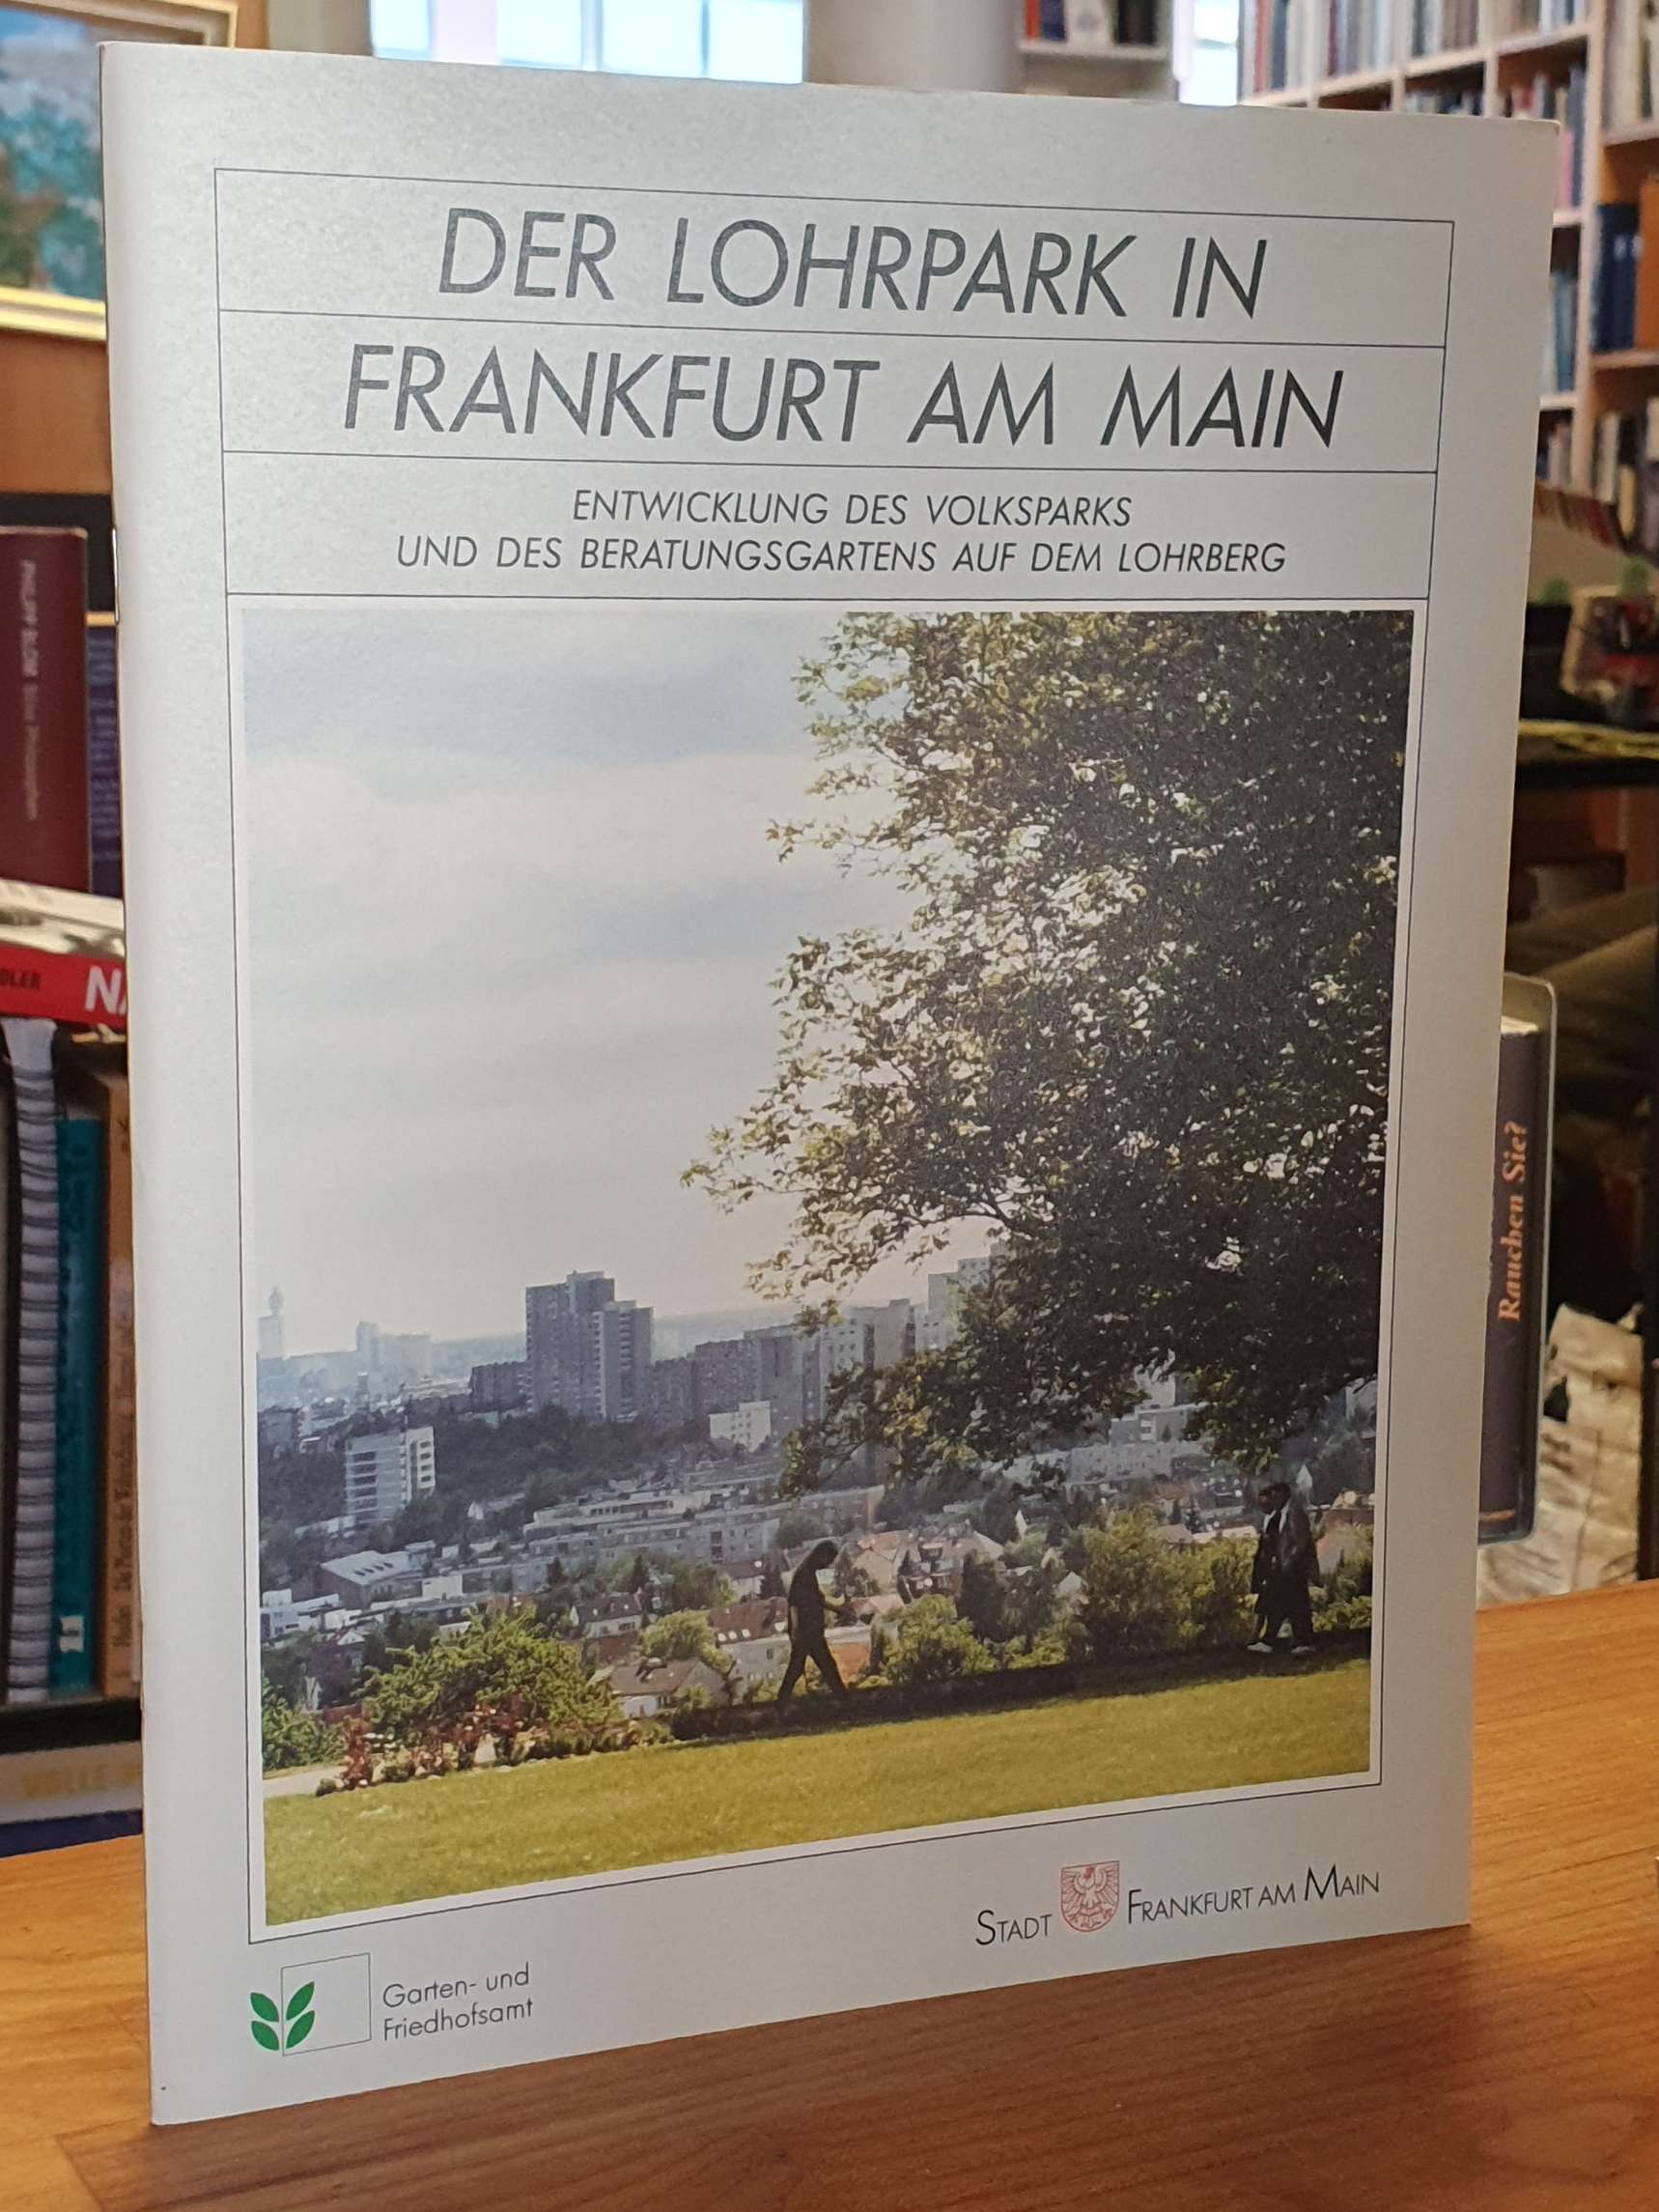 DER LOHRPARK IN
FRANKFURT AM MAIN
ENTWICKLUNG DES VOLKSPARKS
UND DES BERATUNGSGARTENS AUF DEM LOHRBERG
STADT FRANKFURT AM MAIN
Garten- und
Friedhofsamt
Rauchen Sie?